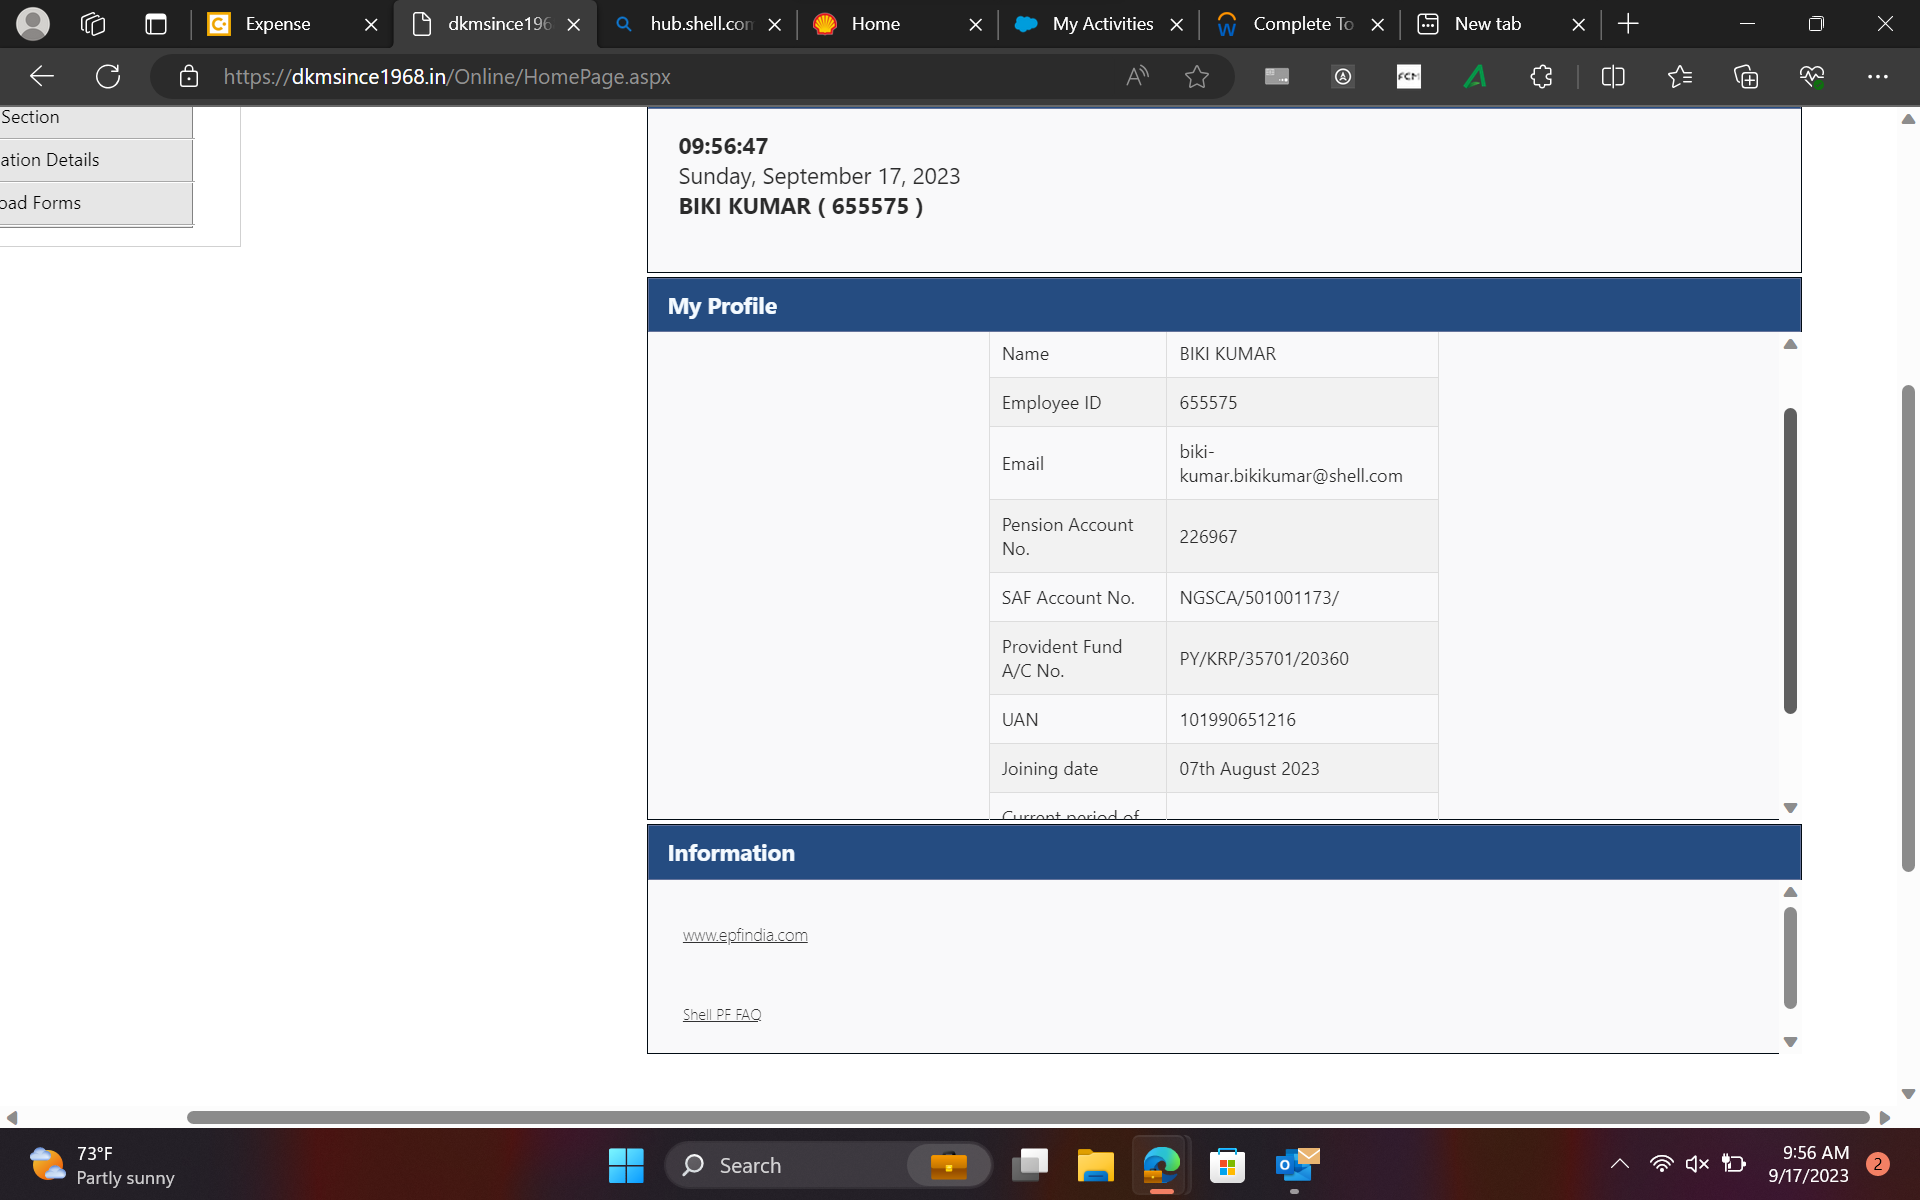 Expense
dkmsince196
hub.shell.com
Home
My Activities
Complete To
New tab
https://dkmsince1968.in/Online/HomePage.aspx
FCM
Section
ation Details
oad Forms
09:56:47
Sunday, September 17, 2023
BIKI KUMAR ( 655575 )
My Profile
Name BIKI KUMAR
Employee ID 655575
Email biki-
kumar.bikikumar@shell.com
Pension Account
No. 226967
SAF Account No. NGSCA/501001173/
Provident Fund
A/C No. PY/KRP/35701/20360
UAN 101990651216
Joining date 07th August 2023
Current period of
Information
www.epfindia.com
Shell PF FAQ
73°F
Partly sunny
Search
9:56 AM
9/17/2023
2